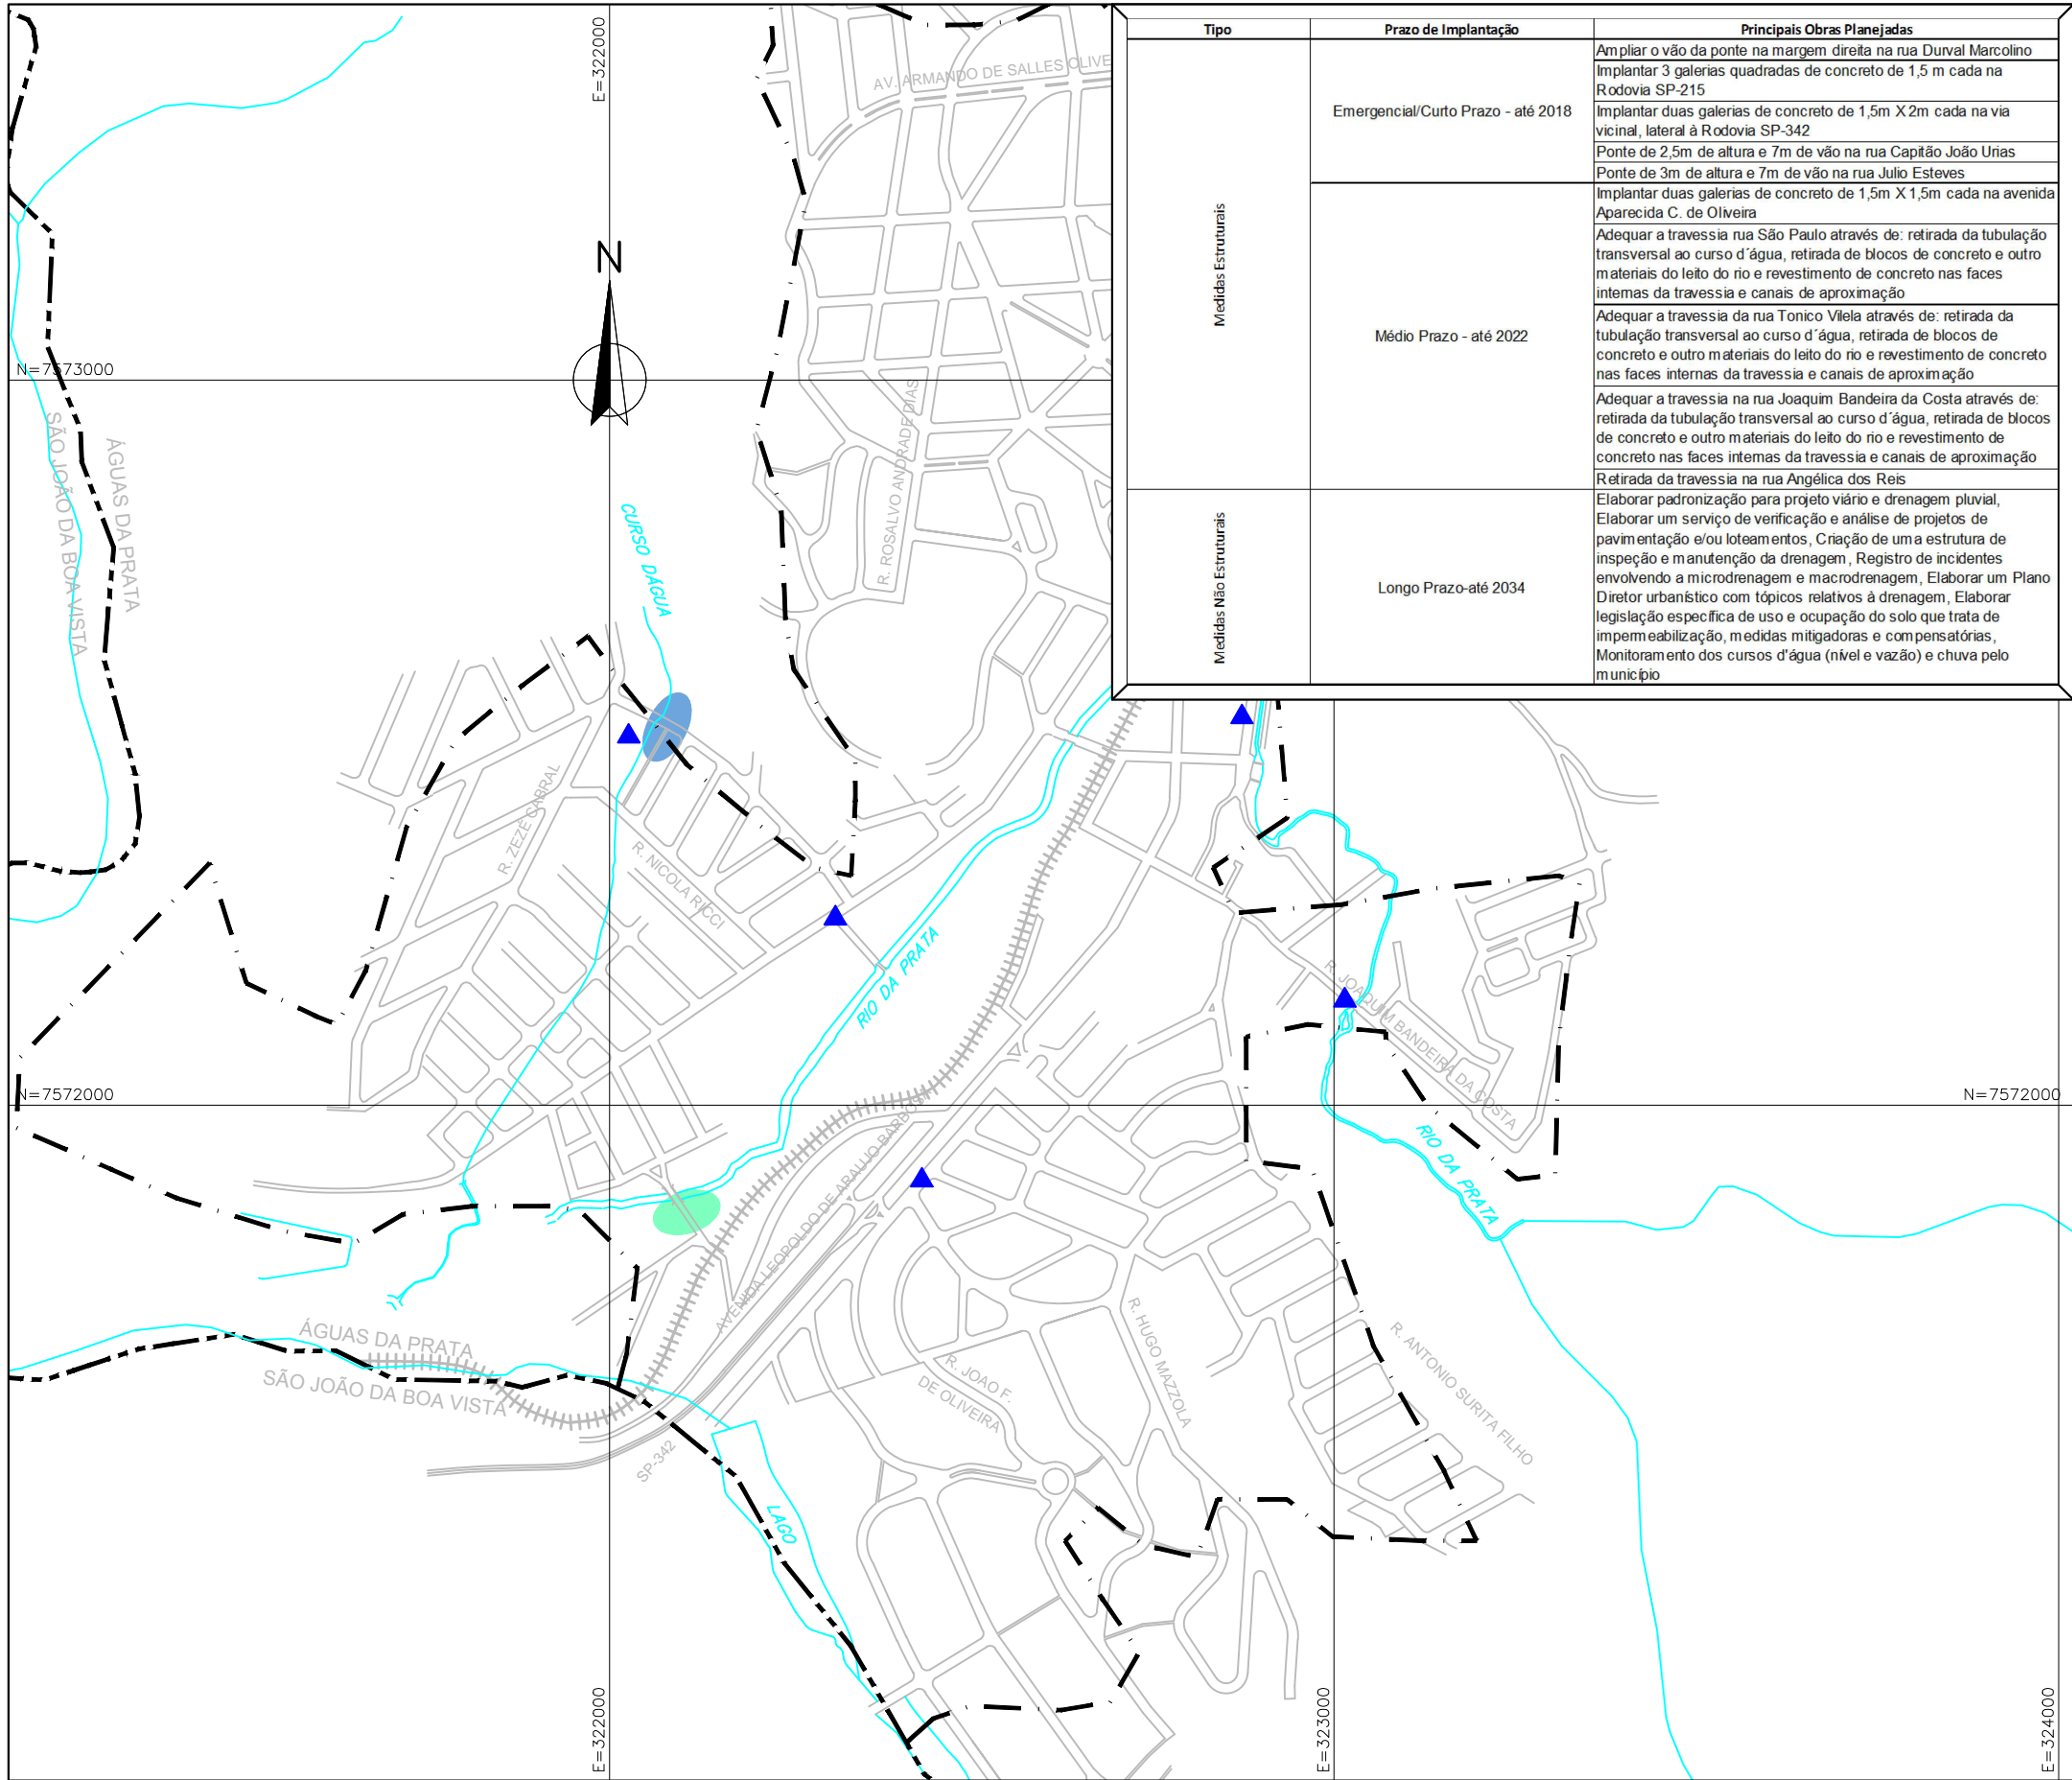 Tipo
Prazo de Implantação
Principais Obras Planejadas
Medidas Estruturais
Emergencial/Curto Prazo - até 2018
Ampliar o vão da ponte na margem direita na rua Durval Marcolino
Implantar 3 galerias quadradas de concreto de 1,5 m cada na
Rodovia SP-215
Implantar duas galerias de concreto de 1,5m X 2m cada na via
vicinal, lateral à Rodovia SP-342
Ponte de 2,5m de altura e 7m de vão na rua Capitão João Urias
Ponte de 3m de altura e 7m de vão na rua Julio Esteves
Médio Prazo - até 2022
Implantar duas galerias de concreto de 1,5m X 1,5m cada na avenida
Aparecida C. de Oliveira
Adequar a travessia rua São Paulo através de: retirada da tubulação
transversal ao curso d´água, retirada de blocos de concreto e outro
materiais do leito do rio e revestimento de concreto nas faces
internas da travessia e canais de aproximação
Adequar a travessia da rua Tonico Vilela através de: retirada da
tubulação transversal ao curso d´água, retirada de blocos de
concreto e outro materiais do leito do rio e revestimento de concreto
nas faces internas da travessia e canais de aproximação
Adequar a travessia na rua Joaquim Bandeira da Costa através de:
retirada da tubulação transversal ao curso d´água, retirada de blocos
de concreto e outro materiais do leito do rio e revestimento de
concreto nas faces internas da travessia e canais de aproximação
Retirada da travessia na rua Angélica dos Reis
Medidas Não Estruturais
Longo Prazo-até 2034
Elaborar padronização para projeto viário e drenagem pluvial,
Elaborar um serviço de verificação e análise de projetos de
pavimentação e/ou loteamentos, Criação de uma estrutura de
inspeção e manutenção da drenagem, Registro de incidentes
envolvendo a microdrenagem e macrodrenagem, Elaborar um Plano
Diretor urbanístico com tópicos relativos à drenagem, Elaborar
legislação específica de uso e ocupação do solo que trata de
impermeabilização, medidas mitigadoras e compensatórias,
Monitoramento dos cursos d'água (nível e vazão) e chuva pelo
município
E=322000
AV. ARMANDO DE SALLES OLIVE
N
N=7573000
SÃO JOÃO DA BOA VISTA
ÁGUAS DA PRATA
R. ROSALVO ANDRADE DIAS
CURSO DÁGUA
R. ZEZÉ CABRAL
R. NICOLA RICCI
RIO DA PRATA
R. JOAQUIM BANDEIRA DA COSTA
N=7572000
N=7572000
AVENIDA LEOPOLDO DE ARAUJO BARBOSA
RIO DA PRATA
ÁGUAS DA PRATA
SÃO JOÃO DA BOA VISTA
R. HUGO MAZZOLA
R. JOAO F.
DE OLIVEIRA
R. ANTONIO SURITA FILHO
SP-342
LAGO
E=322000
E=323000
E=324000